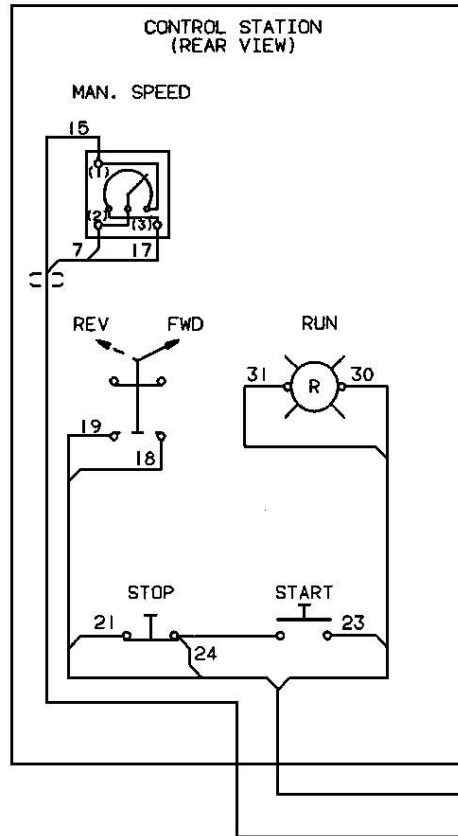 CONTROL STATION
(REAR VIEW)
MAN. SPEED
15
(1)
(2) (3)
7 17
REV FWD RUN
31 R 30
19
18
STOP START
21 23
24